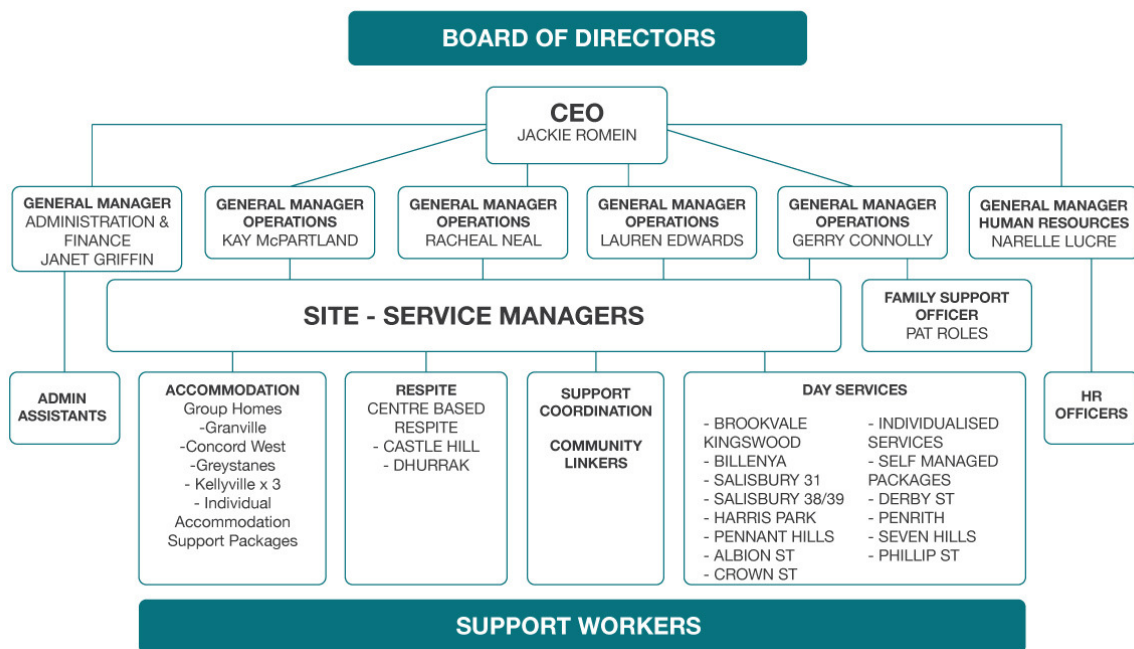 BOARD OF DIRECTORS
CEO
JACKIE ROMEIN
GENERAL MANAGER
ADMINISTRATION &
FINANCE
JANET GRIFFIN
GENERAL MANAGER
OPERATIONS
KAY McPARTLAND
GENERAL MANAGER
OPERATIONS
RACHEAL NEAL
GENERAL MANAGER
OPERATIONS
LAUREN EDWARDS
GENERAL MANAGER
OPERATIONS
GERRY CONNOLLY
GENERAL MANAGER
HUMAN RESOURCES
NARELLE LUCRE
SITE - SERVICE MANAGERS
FAMILY SUPPORT
OFFICER
PAT ROLES
ADMIN
ASSISTANTS
ACCOMMODATION
Group Homes
-Granville
-Concord West
-Greystanes
- Kellyville x 3
- Individual
Accommodation
Support Packages
RESPITE
CENTRE BASED
RESPITE
- CASTLE HILL
- DHURRAK
SUPPORT
COORDINATION
COMMUNITY
LINKERS
DAY SERVICES
- BROOKVALE
KINGSWOOD
- BILLENYA
- SALISBURY 31
- SALISBURY 38/39
- HARRIS PARK
- PENNANT HILLS
- ALBION ST
- CROWN ST
- INDIVIDUALISED
SERVICES
- SELF MANAGED
PACKAGES
- DERBY ST
- PENRITH
- SEVEN HILLS
- PHILLIP ST
HR
OFFICERS
SUPPORT WORKERS